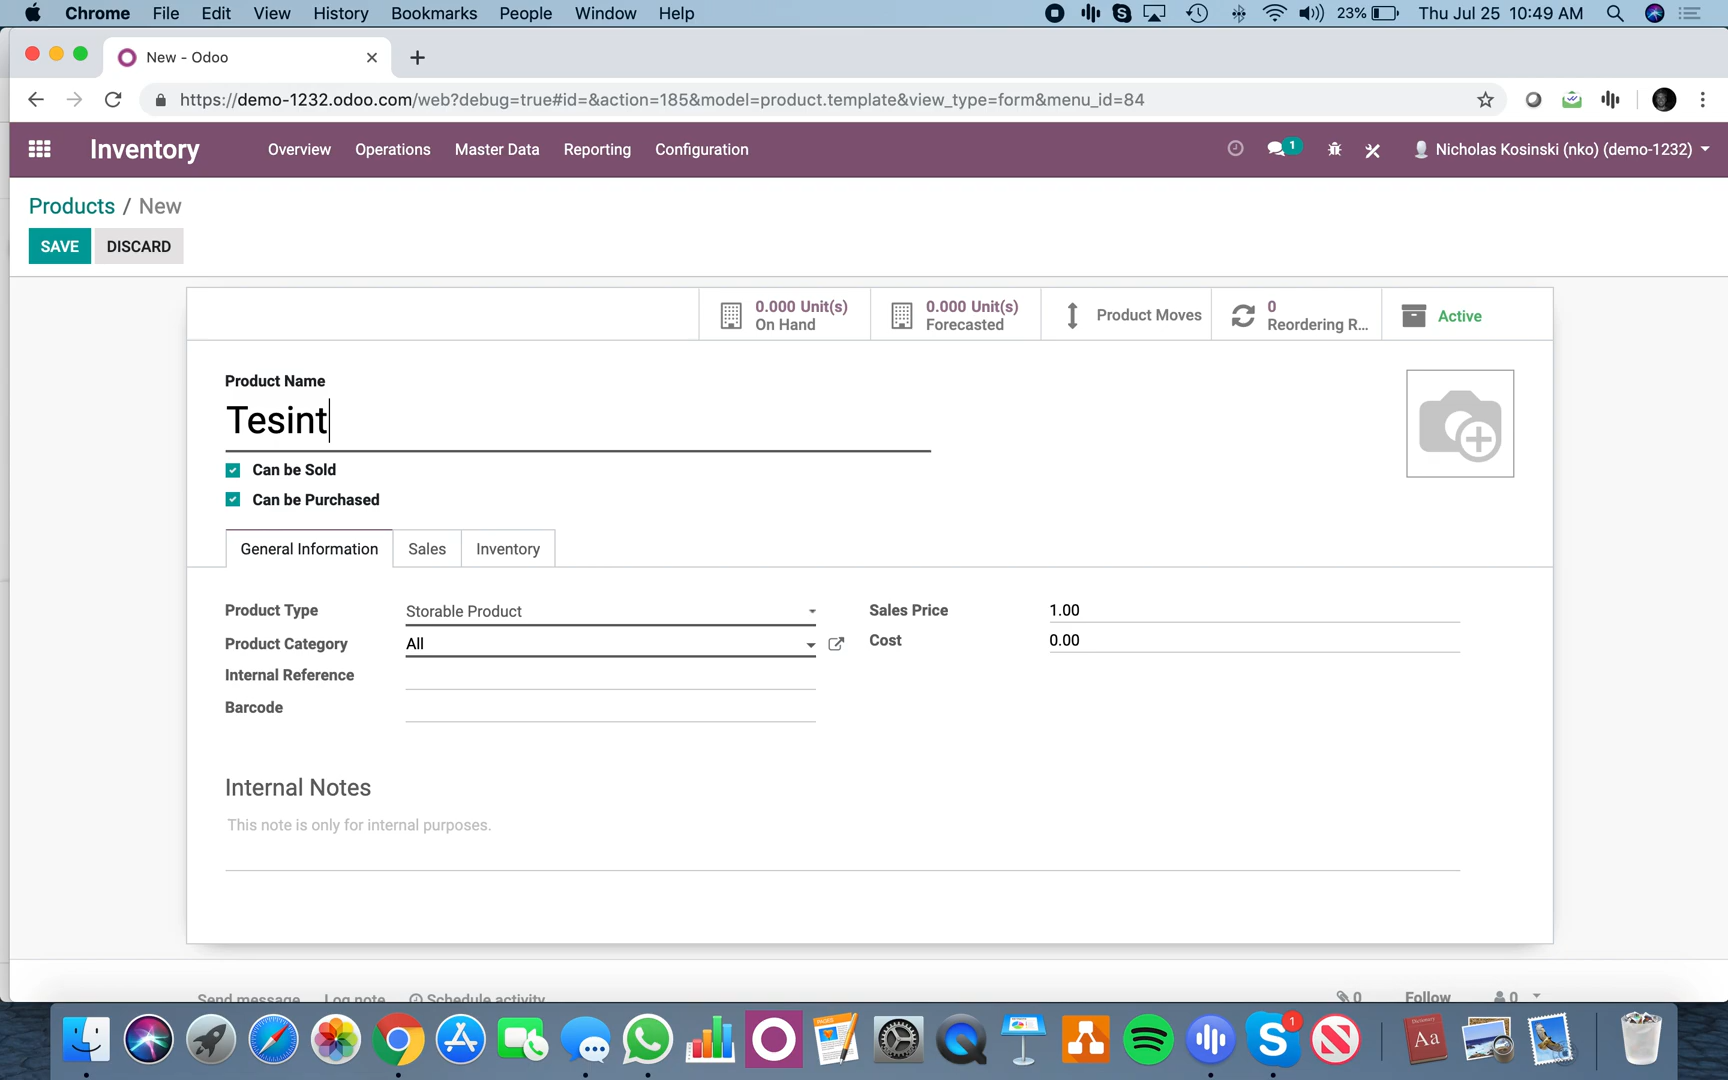 Chrome File Edit View History Bookmarks People Window Help 23% Thu Jul 25 10:49 AM
New - Odoo
https://demo-1232.odoo.com/web?debug=true#id=&action=185&model=product.template&view_type=form&menu_id=84
Inventory Overview Operations Master Data Reporting Configuration 1 Nicholas Kosinski (nko) (demo-1232)
Products / New
SAVE DISCARD
0.000 Unit(s)
On Hand
0.000 Unit(s)
Forecasted
Product Moves
0
Reordering R...
Active
Product Name
Tesint
Can be Sold
Can be Purchased
General Information Sales Inventory
Product Type Storable Product
Product Category All
Internal Reference
Barcode
Sales Price 1.00
Cost 0.00
Internal Notes
This note is only for internal purposes.
Send message Log note Schedule activity 0 Follow 0
PAGES
1
Dictionary
Aa